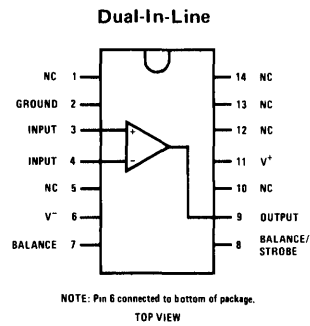 Dual-In-Line
NC 1
14 NC
GROUND 2
13 NC
INPUT 3
+
12 NC
INPUT 4
−
11 V+
NC 5
10 NC
V− 6
9 OUTPUT
BALANCE 7
8 BALANCE/
STROBE
NOTE: Pin 6 connected to bottom of package.
TOP VIEW